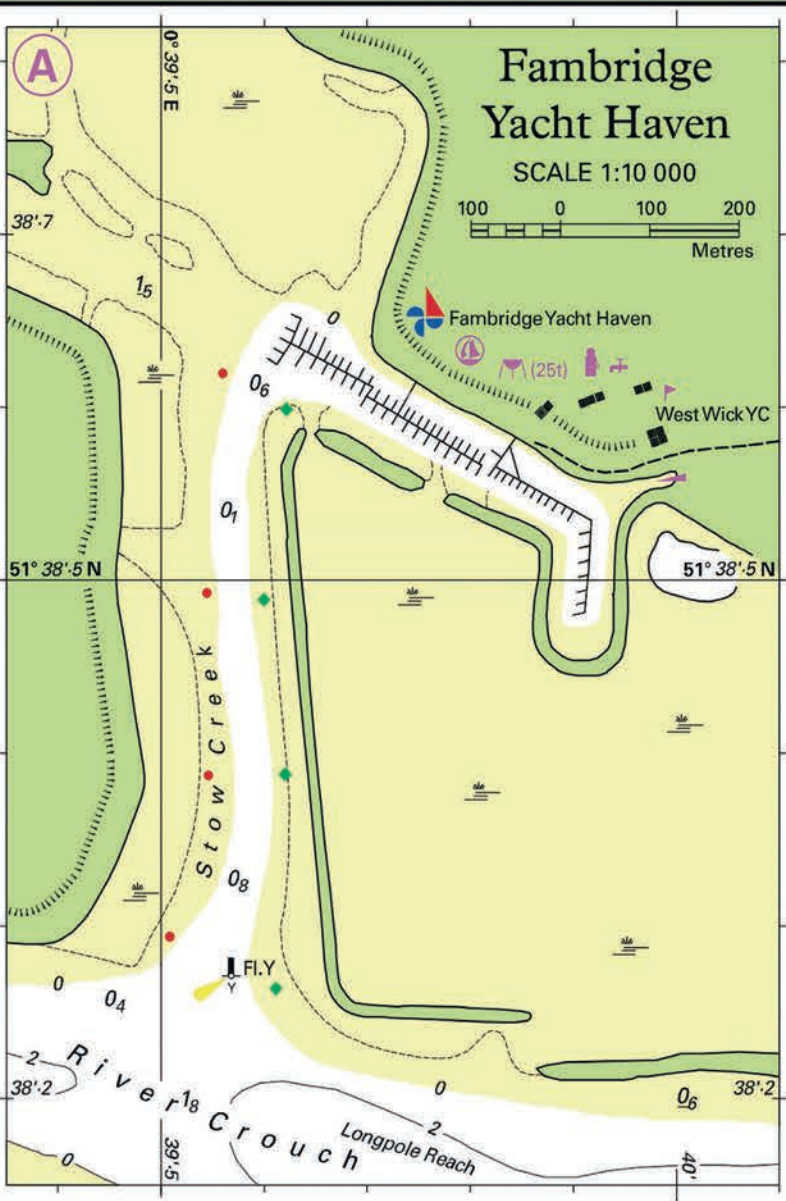 A
0° 39'·5 E
Fambridge
Yacht Haven
SCALE 1:10 000
100 0 100 200
Metres
38'·7
1₅
0
Fambridge Yacht Haven
(25t)
0₆
West Wick YC
0₁
51° 38'·5 N
51° 38'·5 N
Stow Creek
0₈
Fl.Y
Y
0
0₄
2
River Crouch
38'·2
1₈
0
0₆
38'·2
2
Longpole Reach
0
39'·5
40'